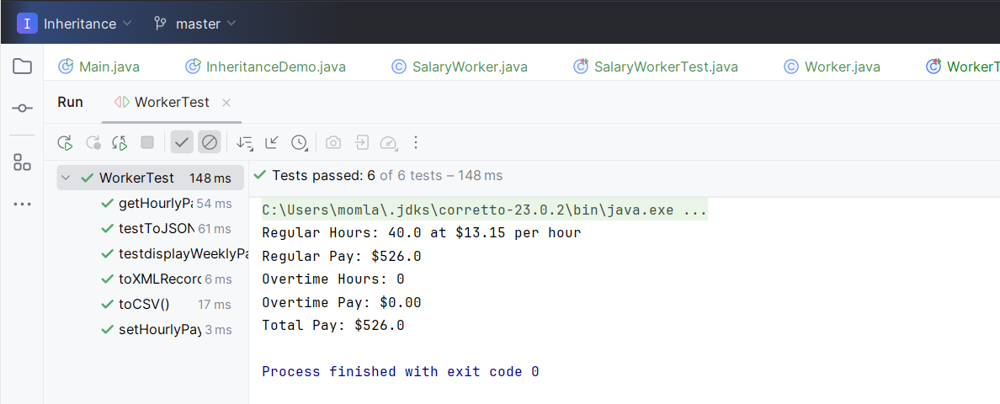 I Inheritance master
Main.java InheritanceDemo.java SalaryWorker.java SalaryWorkerTest.java Worker.java WorkerT
Run WorkerTest
WorkerTest 148 ms
getHourlyPa 54 ms
testToJSON 61 ms
testdisplayWeeklyPa
toXMLRecord 6 ms
toCSV() 17 ms
setHourlyPay 3 ms
Tests passed: 6 of 6 tests – 148 ms
C:\Users\momla\.jdks\corretto-23.0.2\bin\java.exe ...
Regular Hours: 40.0 at $13.15 per hour
Regular Pay: $526.0
Overtime Hours: 0
Overtime Pay: $0.00
Total Pay: $526.0
Process finished with exit code 0